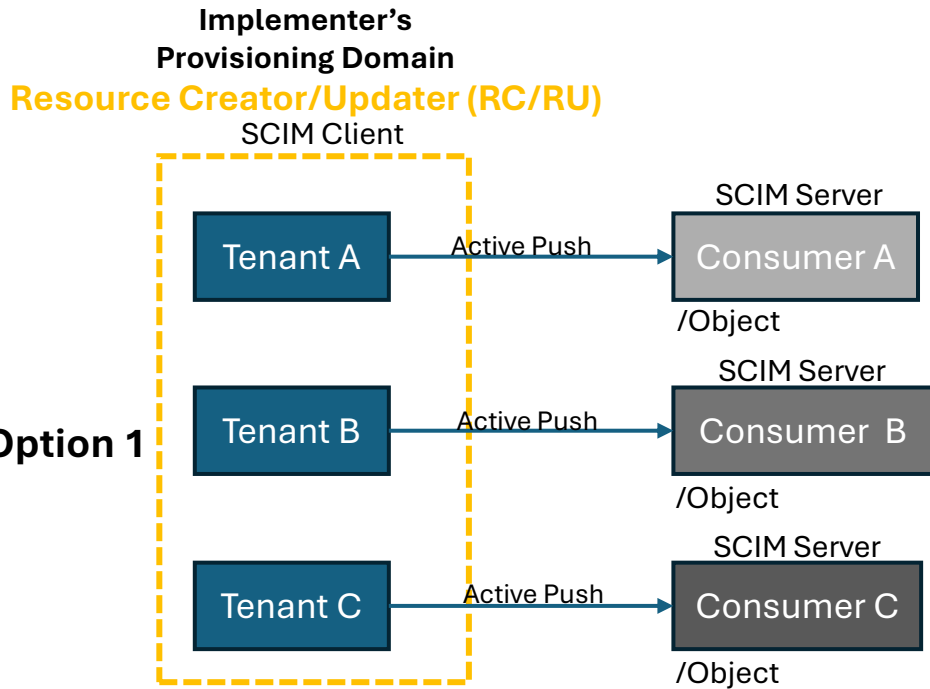 Implementer’s
Provisioning Domain
Resource Creator/Updater (RC/RU)
SCIM Client
SCIM Server
Tenant A
Active Push
Consumer A
/Object
SCIM Server
Option 1
Tenant B
Active Push
Consumer B
/Object
SCIM Server
Tenant C
Active Push
Consumer C
/Object